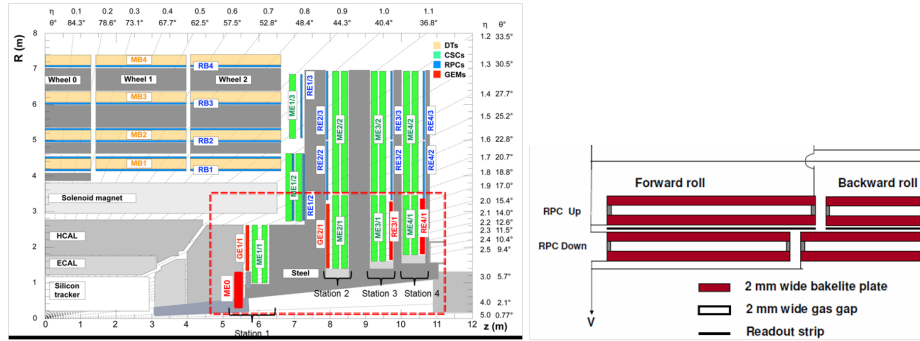 η 0.1 0.2 0.3 0.4 0.5 0.6 0.7 0.8 0.9 1.0 1.1 η θ°
θ° 84.3° 78.6° 73.1° 67.7° 62.5° 57.5° 52.8° 48.4° 44.3° 40.4° 36.8° 1.2 33.5°
R (m)
8
7
6
5
4
3
2
1
0
DTs
CSCs
RPCs
GEMs
MB4
RB4
Wheel 0
Wheel 1
Wheel 2
MB3
RB3
MB2
RB2
MB1
RB1
Solenoid magnet
HCAL
ECAL
Silicon
tracker
Steel
ME0
GE1/1
ME1/1
ME1/2
ME1/3
RE1/2
RE1/3
RE2/2
RE2/3
GE2/1
ME2/1
ME2/2
ME3/1
ME3/2
RE3/1
RE3/2
RE3/3
ME4/1
ME4/2
RE4/1
RE4/2
RE4/3
Station 1
Station 2
Station 3
Station 4
1.3 30.5°
1.4 27.7°
1.5 25.2°
1.6 22.8°
1.7 20.7°
1.8 18.8°
1.9 17.0°
2.0 15.4°
2.1 14.0°
2.2 12.6°
2.3 11.5°
2.4 10.4°
2.5 9.4°
3.0 5.7°
4.0 2.1°
5.0 0.77°
0 1 2 3 4 5 6 7 8 9 10 11 12 z (m)
Forward roll
Backward roll
RPC Up
RPC Down
V
2 mm wide bakelite plate
2 mm wide gas gap
Readout strip